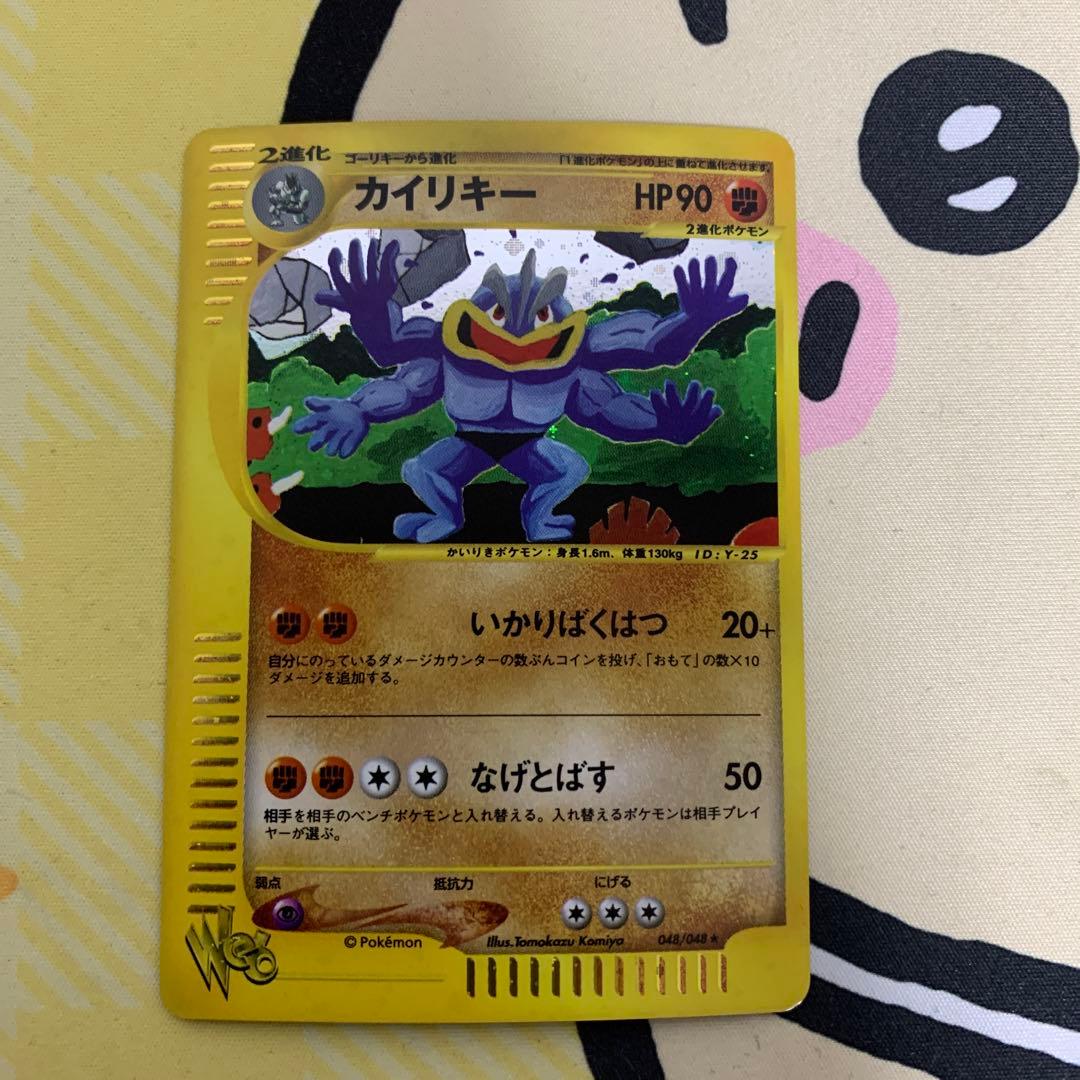 2進化 ゴーリキーから進化 「1進化ポケモン」の上に重ねて進化させます。
カイリキー HP90
2進化ポケモン
かいりきポケモン：身長1.6m、体重130kg ID:Y-25
いかりばくはつ 20+
自分にのっているダメージカウンターの数ぶんコインを投げ、「おもて」の数×10
ダメージを追加する。
なげとばす 50
相手を相手のベンチポケモンと入れ替える。入れ替えるポケモンは相手プレイ
ヤーが選ぶ。
弱点 抵抗力 にげる
Web
©Pokémon Illus.Tomokazu Komiya 048/048★